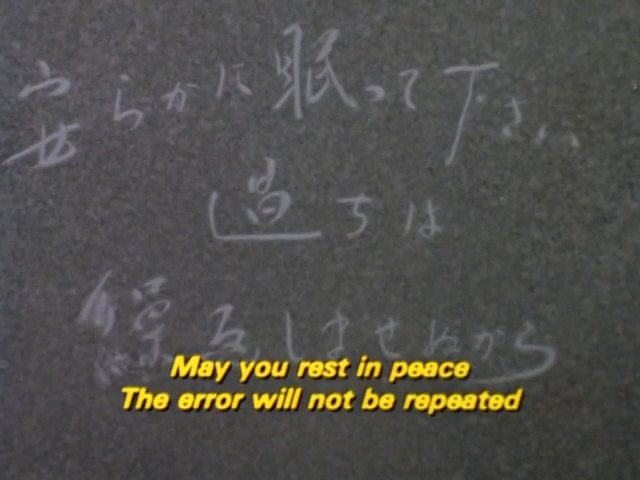 安らかに眠って下さい
過ちは
繰返しませぬから
May you rest in peace
The error will not be repeated